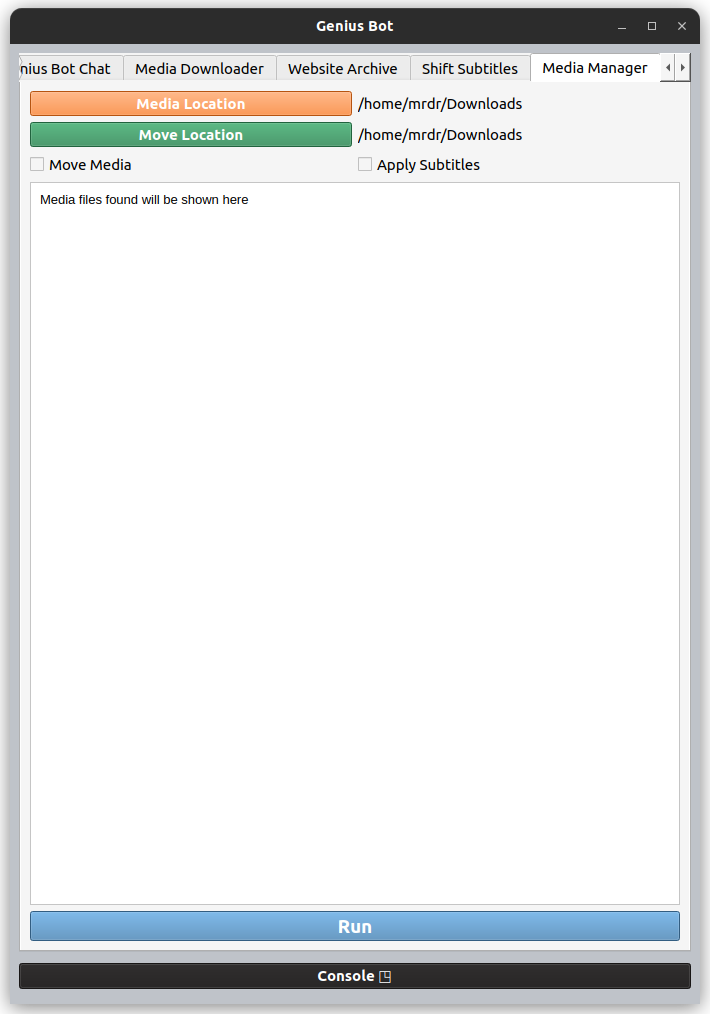 Genius Bot
nius Bot Chat Media Downloader Website Archive Shift Subtitles Media Manager
Media Location /home/mrdr/Downloads
Move Location /home/mrdr/Downloads
Move Media Apply Subtitles
Media files found will be shown here
Run
Console